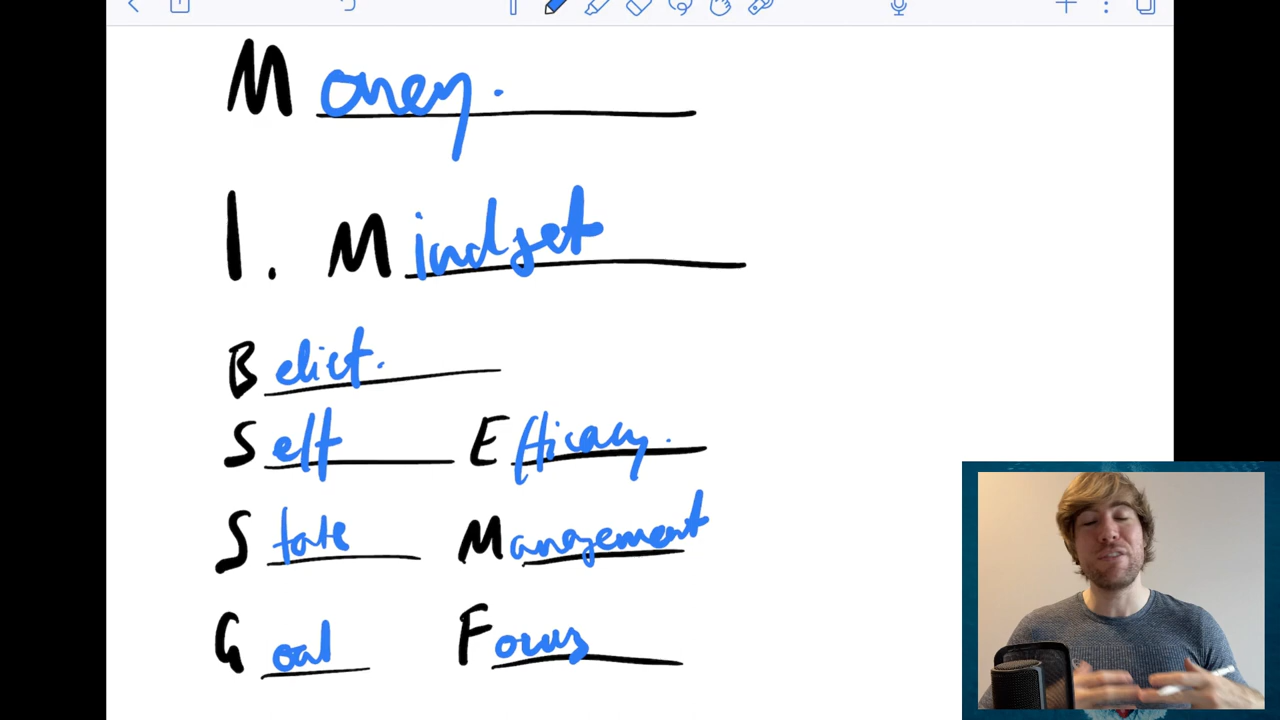 Money.
1. Mindset
Belief.
Self Efficacy.
State Management
Goal Focus